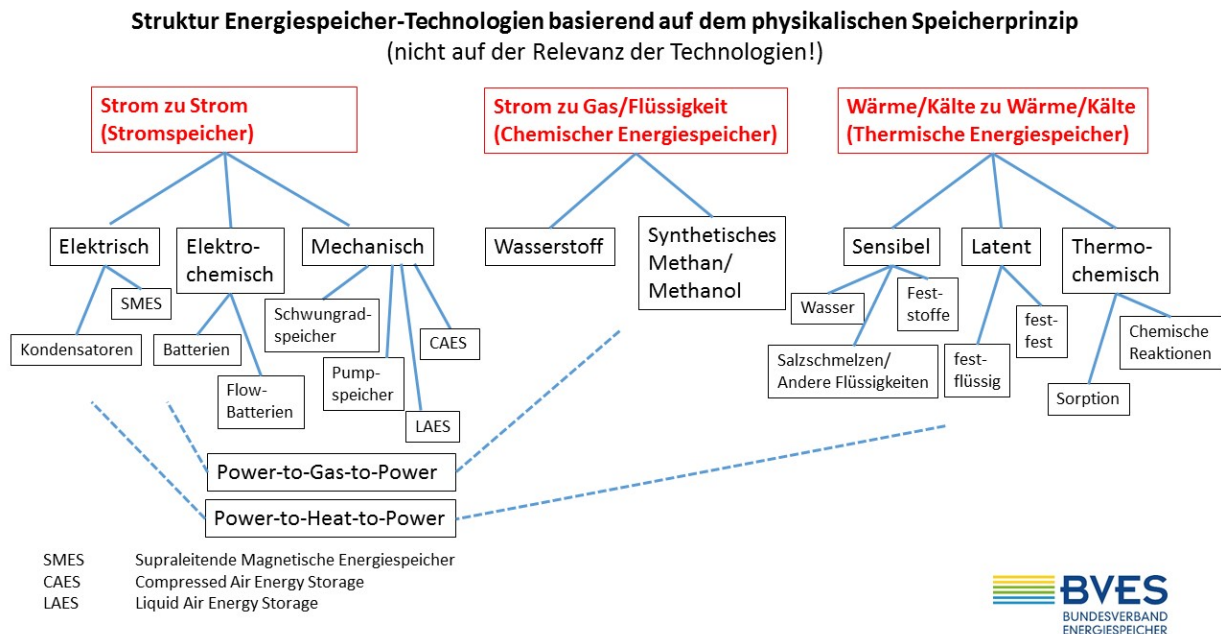 Struktur Energiespeicher-Technologien basierend auf dem physikalischen Speicherprinzip
(nicht auf der Relevanz der Technologien!)
Strom zu Strom
(Stromspeicher)
Strom zu Gas/Flüssigkeit
(Chemischer Energiespeicher)
Wärme/Kälte zu Wärme/Kälte
(Thermische Energiespeicher)
Elektrisch
Elektro-
chemisch
Mechanisch
Wasserstoff
Synthetisches
Methan/
Methanol
Sensibel
Latent
Thermo-
chemisch
SMES
Kondensatoren
Batterien
Flow-
Batterien
Schwungrad-
speicher
Pump-
speicher
LAES
CAES
Wasser
Salzschmelzen/
Andere Flüssigkeiten
Fest-
stoffe
fest-
flüssig
fest-
fest
Sorption
Chemische
Reaktionen
Power-to-Gas-to-Power
Power-to-Heat-to-Power
SMES Supraleitende Magnetische Energiespeicher
CAES Compressed Air Energy Storage
LAES Liquid Air Energy Storage
BVES
BUNDESVERBAND
ENERGIESPEICHER